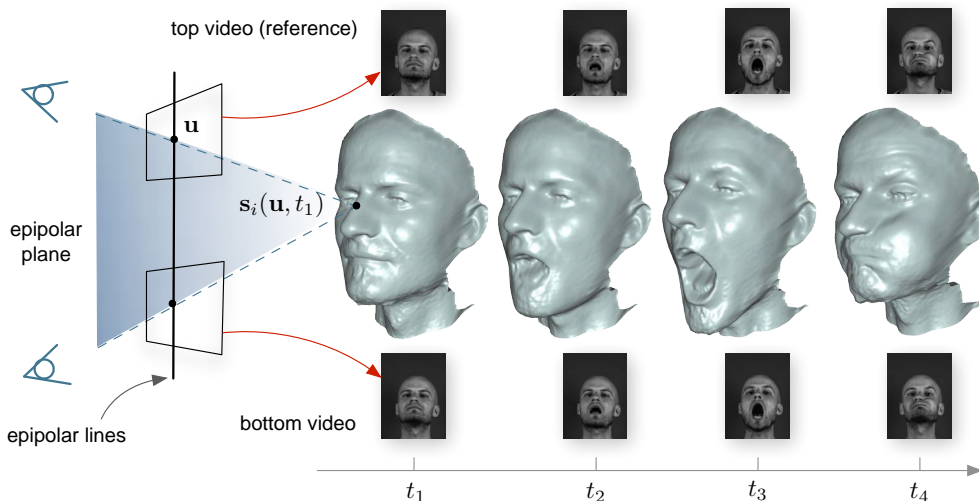 top video (reference)
u
s_i(u, t_1)
epipolar
plane
bottom video
epipolar lines
t_1 t_2 t_3 t_4